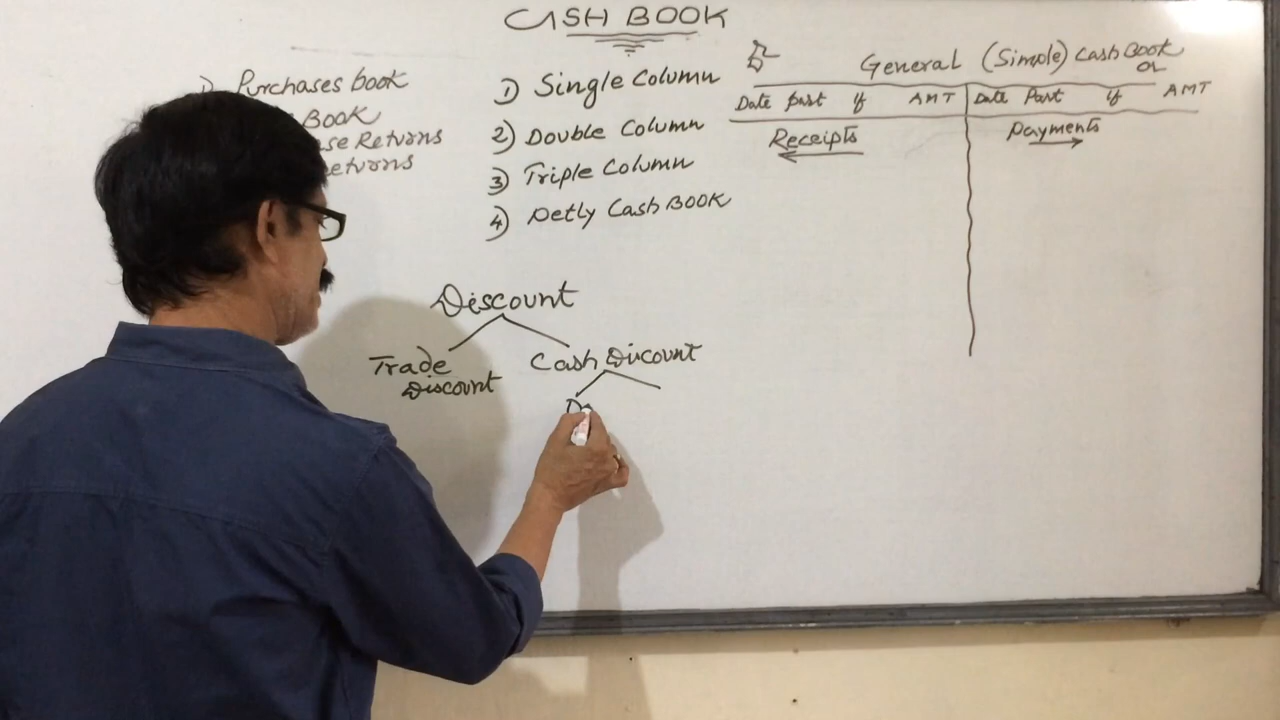 CASH BOOK
1) Purchases book
BOOK
se Returns
eturns
1) Single Column
2) Double Column
3) Triple Column
4) Petty Cash BOOK
General (Simple) Cash Book
or
Date Part lf AMT Date Part lf AMT
Receipts Payments
Discount
Trade Discount
Cash Discount